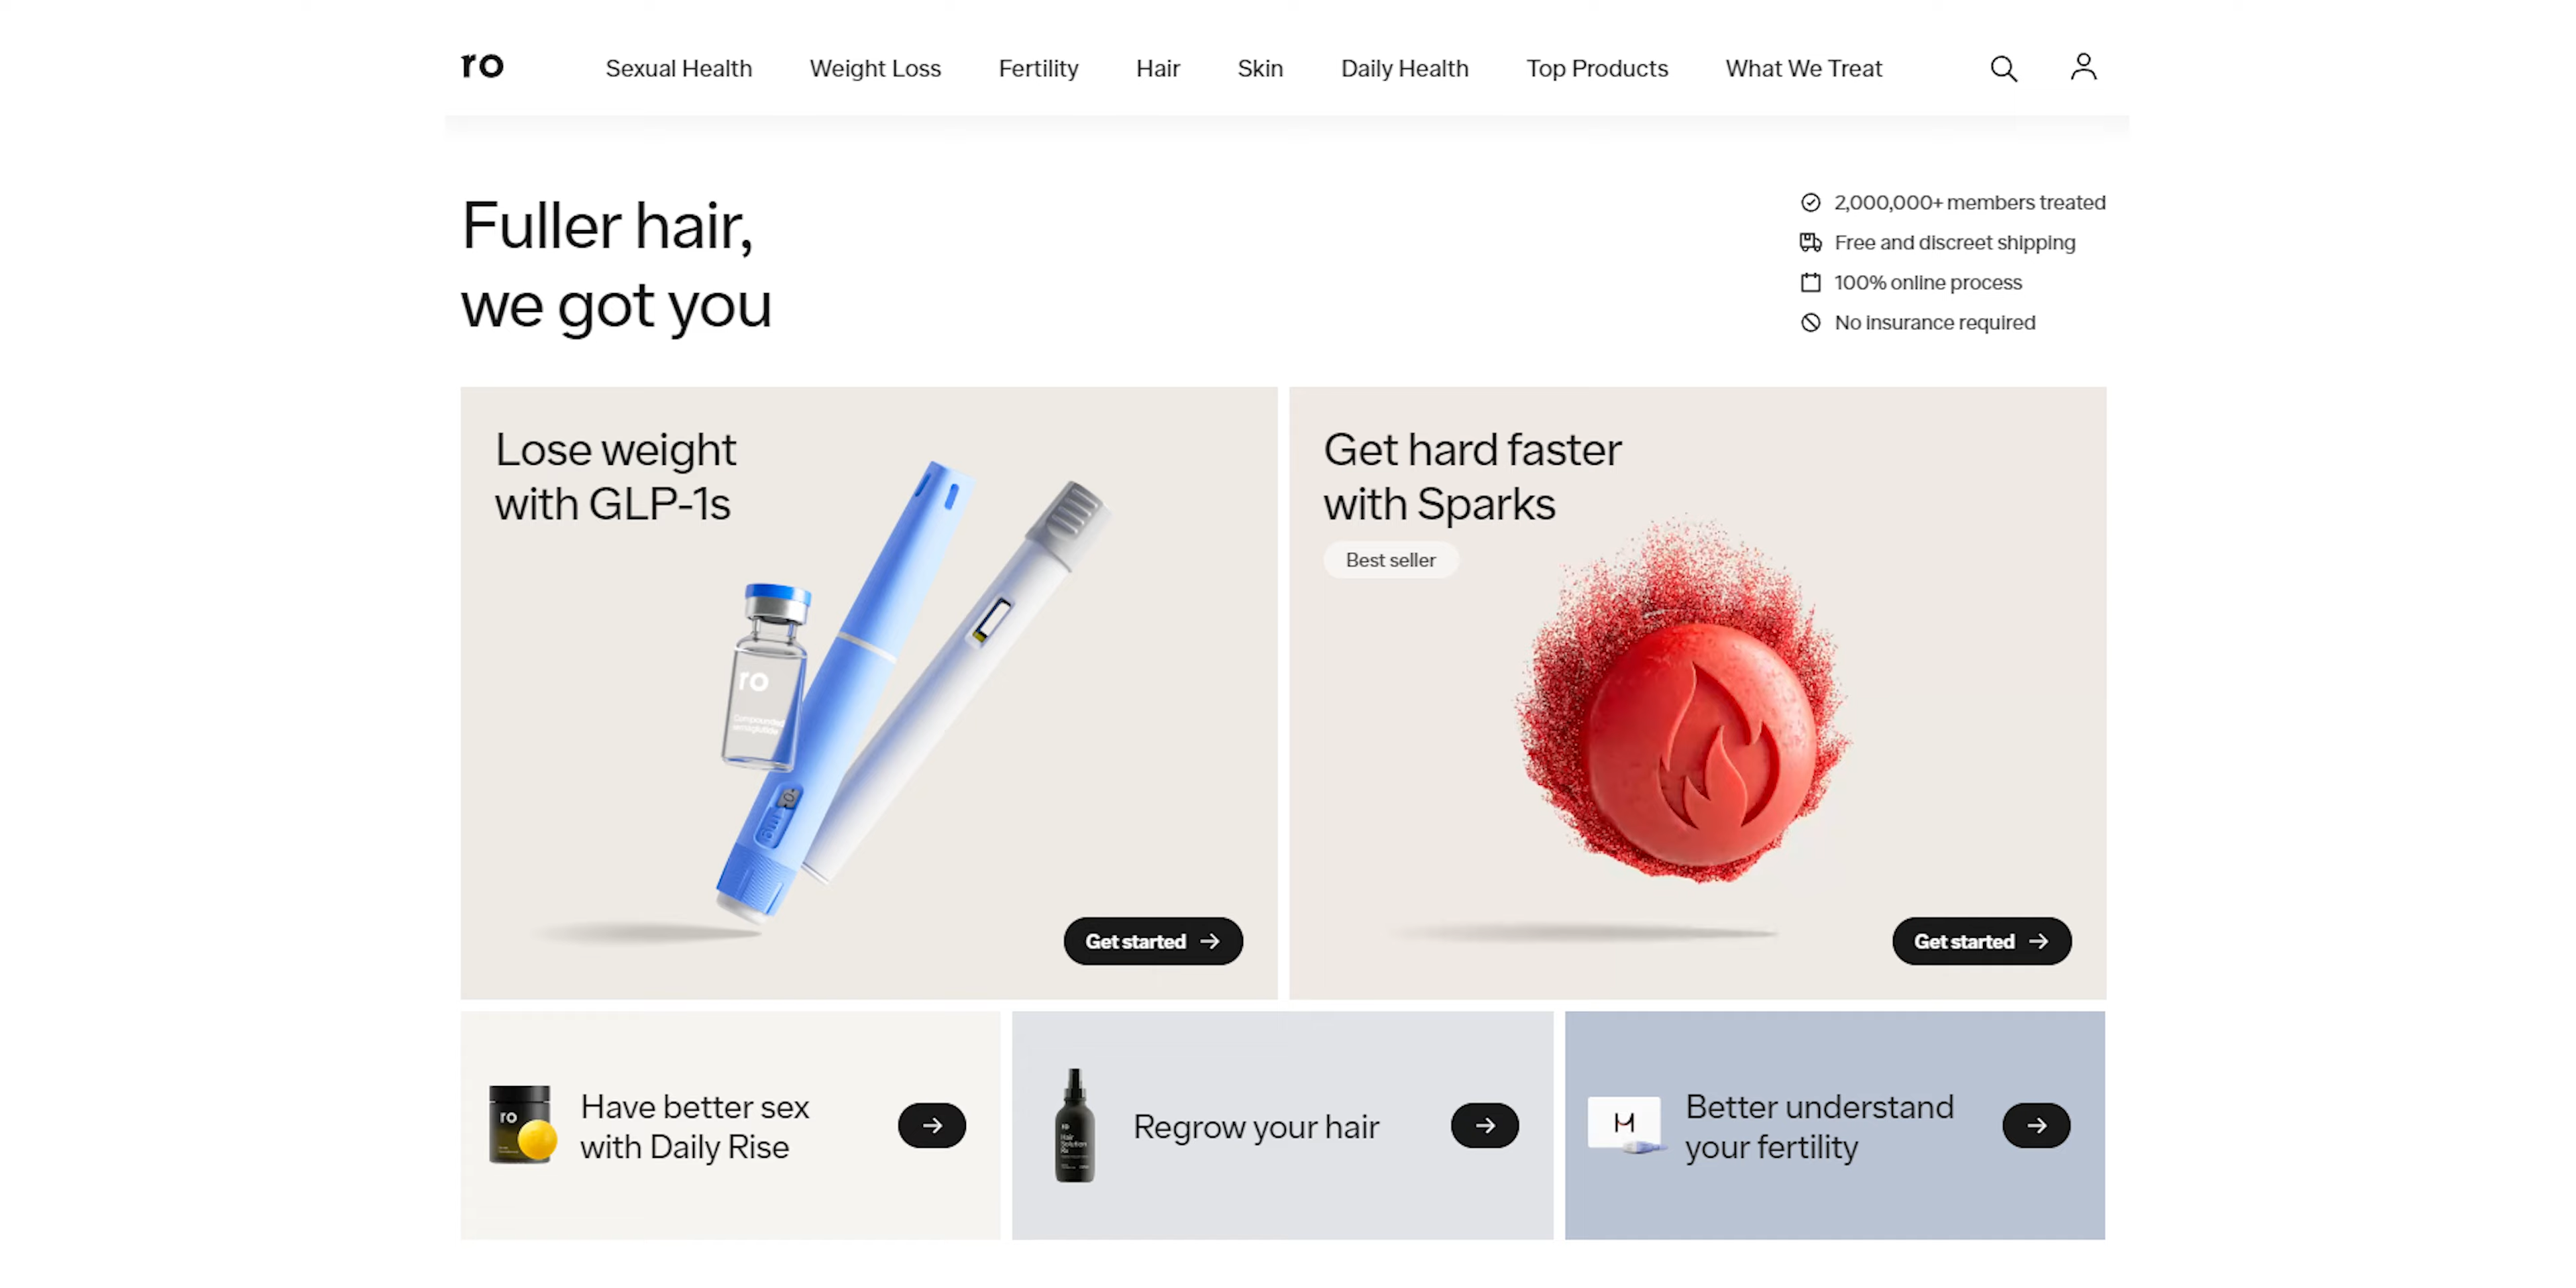 ro
Sexual Health
Weight Loss
Fertility
Hair
Skin
Daily Health
Top Products
What We Treat
Fuller hair,
we got you
2,000,000+ members treated
Free and discreet shipping
100% online process
No insurance required
Lose weight
with GLP-1s
ro
Compounded
semaglutide
mg
Get started
Get hard faster
with Sparks
Best seller
Get started
ro
Have better sex
with Daily Rise
ro
Hair
Solution
Rx
Regrow your hair
Better understand
your fertility